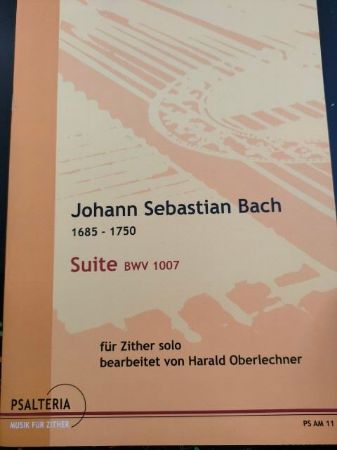 Johann Sebastian Bach
1685 - 1750
Suite BWV 1007
für Zither solo
bearbeitet von Harald Oberlechner
PSALTERIA
MUSIK FÜR ZITHER
PS AM 11